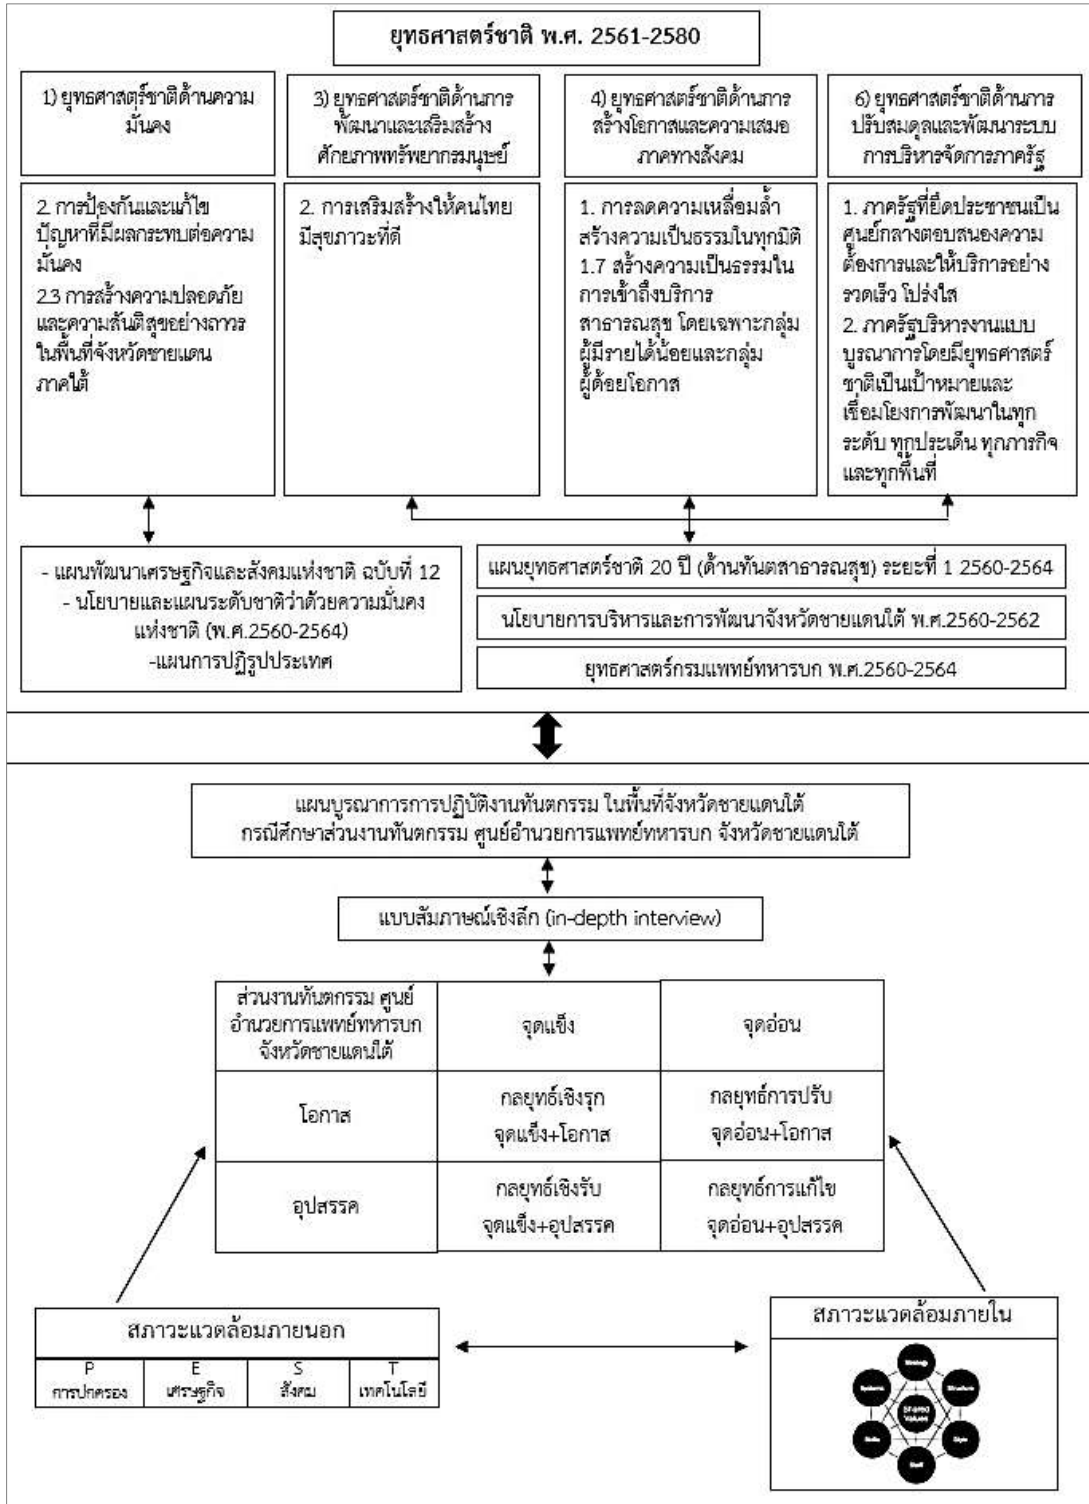 ยุทธศาสตร์ชาติ พ.ศ. 2561-2580
1) ยุทธศาสตร์ชาติด้านความ
มั่นคง
3) ยุทธศาสตร์ชาติด้านการ
พัฒนาและเสริมสร้าง
ศักยภาพทรัพยากรมนุษย์
4) ยุทธศาสตร์ชาติด้านการ
สร้างโอกาสและความเสมอ
ภาคทางสังคม
6) ยุทธศาสตร์ชาติด้านการ
ปรับสมดุลและพัฒนาระบบ
การบริหารจัดการภาครัฐ
2. การป้องกันและแก้ไข
ปัญหาที่มีผลกระทบต่อความ
มั่นคง
2.3 การสร้างความปลอดภัย
และความสันติสุขอย่างถาวร
ในพื้นที่จังหวัดชายแดน
ภาคใต้
2. การเสริมสร้างให้คนไทย
มีสุขภาวะที่ดี
1. การลดความเหลื่อมล้ำ
สร้างความเป็นธรรมในทุกมิติ
1.7 สร้างความเป็นธรรมใน
การเข้าถึงบริการ
สาธารณสุข โดยเฉพาะกลุ่ม
ผู้มีรายได้น้อยและกลุ่ม
ผู้ด้อยโอกาส
1. ภาครัฐที่ยึดประชาชนเป็น
ศูนย์กลางตอบสนองความ
ต้องการและให้บริการอย่าง
รวดเร็ว โปร่งใส
2. ภาครัฐบริหารงานแบบ
บูรณาการโดยมียุทธศาสตร์
ชาติเป็นเป้าหมายและ
เชื่อมโยงการพัฒนาในทุก
ระดับ ทุกประเด็น ทุกภารกิจ
และทุกพื้นที่
- แผนพัฒนาเศรษฐกิจและสังคมแห่งชาติ ฉบับที่ 12
- นโยบายและแผนระดับชาติว่าด้วยความมั่นคง
แห่งชาติ (พ.ศ.2560-2564)
-แผนการปฏิรูปประเทศ
แผนยุทธศาสตร์ชาติ 20 ปี (ด้านทันตสาธารณสุข) ระยะที่ 1 2560-2564
นโยบายการบริหารและการพัฒนาจังหวัดชายแดนใต้ พ.ศ.2560-2562
ยุทธศาสตร์กรมแพทย์ทหารบก พ.ศ.2560-2564
แผนบูรณาการการปฏิบัติงานทันตกรรม ในพื้นที่จังหวัดชายแดนใต้
กรณีศึกษาส่วนงานทันตกรรม ศูนย์อำนวยการแพทย์ทหารบก จังหวัดชายแดนใต้
แบบสัมภาษณ์เชิงลึก (in-depth interview)
ส่วนงานทันตกรรม ศูนย์
อำนวยการแพทย์ทหารบก
จังหวัดชายแดนใต้
จุดแข็ง
จุดอ่อน
โอกาส
กลยุทธ์เชิงรุก
จุดแข็ง+โอกาส
กลยุทธ์การปรับ
จุดอ่อน+โอกาส
อุปสรรค
กลยุทธ์เชิงรับ
จุดแข็ง+อุปสรรค
กลยุทธ์การแก้ไข
จุดอ่อน+อุปสรรค
สภาวะแวดล้อมภายนอก
P
การปกครอง
E
เศรษฐกิจ
S
สังคม
T
เทคโนโลยี
สภาวะแวดล้อมภายใน
Strategy
Systems
Structure
Shared
Values
Skills
Style
Staff